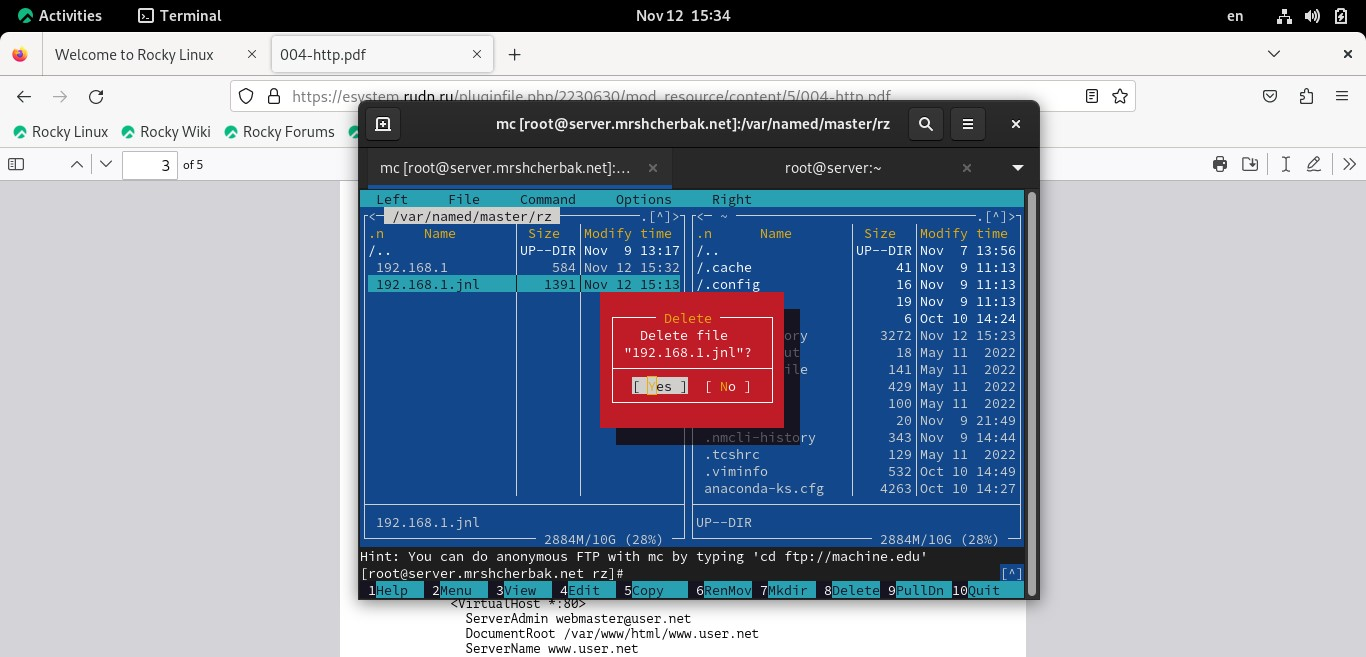 Activities Terminal Nov 12 15:34 en
Welcome to Rocky Linux × 004-http.pdf × +
https://esystem.rudn.ru/pluginfile.php/2230630/mod_resource/content/5/004-http.pdf
Rocky Linux Rocky Wiki Rocky Forums
3 of 5
mc [root@server.mrshcherbak.net]:/var/named/master/rz
mc [root@server.mrshcherbak.net]:... × root@server:~ ×
Left File Command Options Right
<- /var/named/master/rz .[^]> <- ~ .[^]>
.n Name Size Modify time .n Name Size Modify time
/.. UP--DIR Nov 9 13:17 /.. UP--DIR Nov 7 13:56
192.168.1 584 Nov 12 15:32 /.cache 41 Nov 9 11:13
192.168.1.jnl 1391 Nov 12 15:13 /.config 16 Nov 9 11:13
19 Nov 9 11:13
Delete 6 Oct 10 14:24
Delete file ory 3272 Nov 12 15:23
"192.168.1.jnl"? ut 18 May 11 2022
ile 141 May 11 2022
[ Yes ] [ No ] 429 May 11 2022
100 May 11 2022
20 Nov 9 21:49
.nmcli-history 343 Nov 9 14:44
.tcshrc 129 May 11 2022
.viminfo 532 Oct 10 14:49
anaconda-ks.cfg 4263 Oct 10 14:27
192.168.1.jnl UP--DIR
2884M/10G (28%) 2884M/10G (28%)
Hint: You can do anonymous FTP with mc by typing 'cd ftp://machine.edu'
[root@server.mrshcherbak.net rz]# [^]
1Help 2Menu 3View 4Edit 5Copy 6RenMov 7Mkdir 8Delete 9PullDn 10Quit
<VirtualHost *:80>
ServerAdmin webmaster@user.net
DocumentRoot /var/www/html/www.user.net
ServerName www.user.net